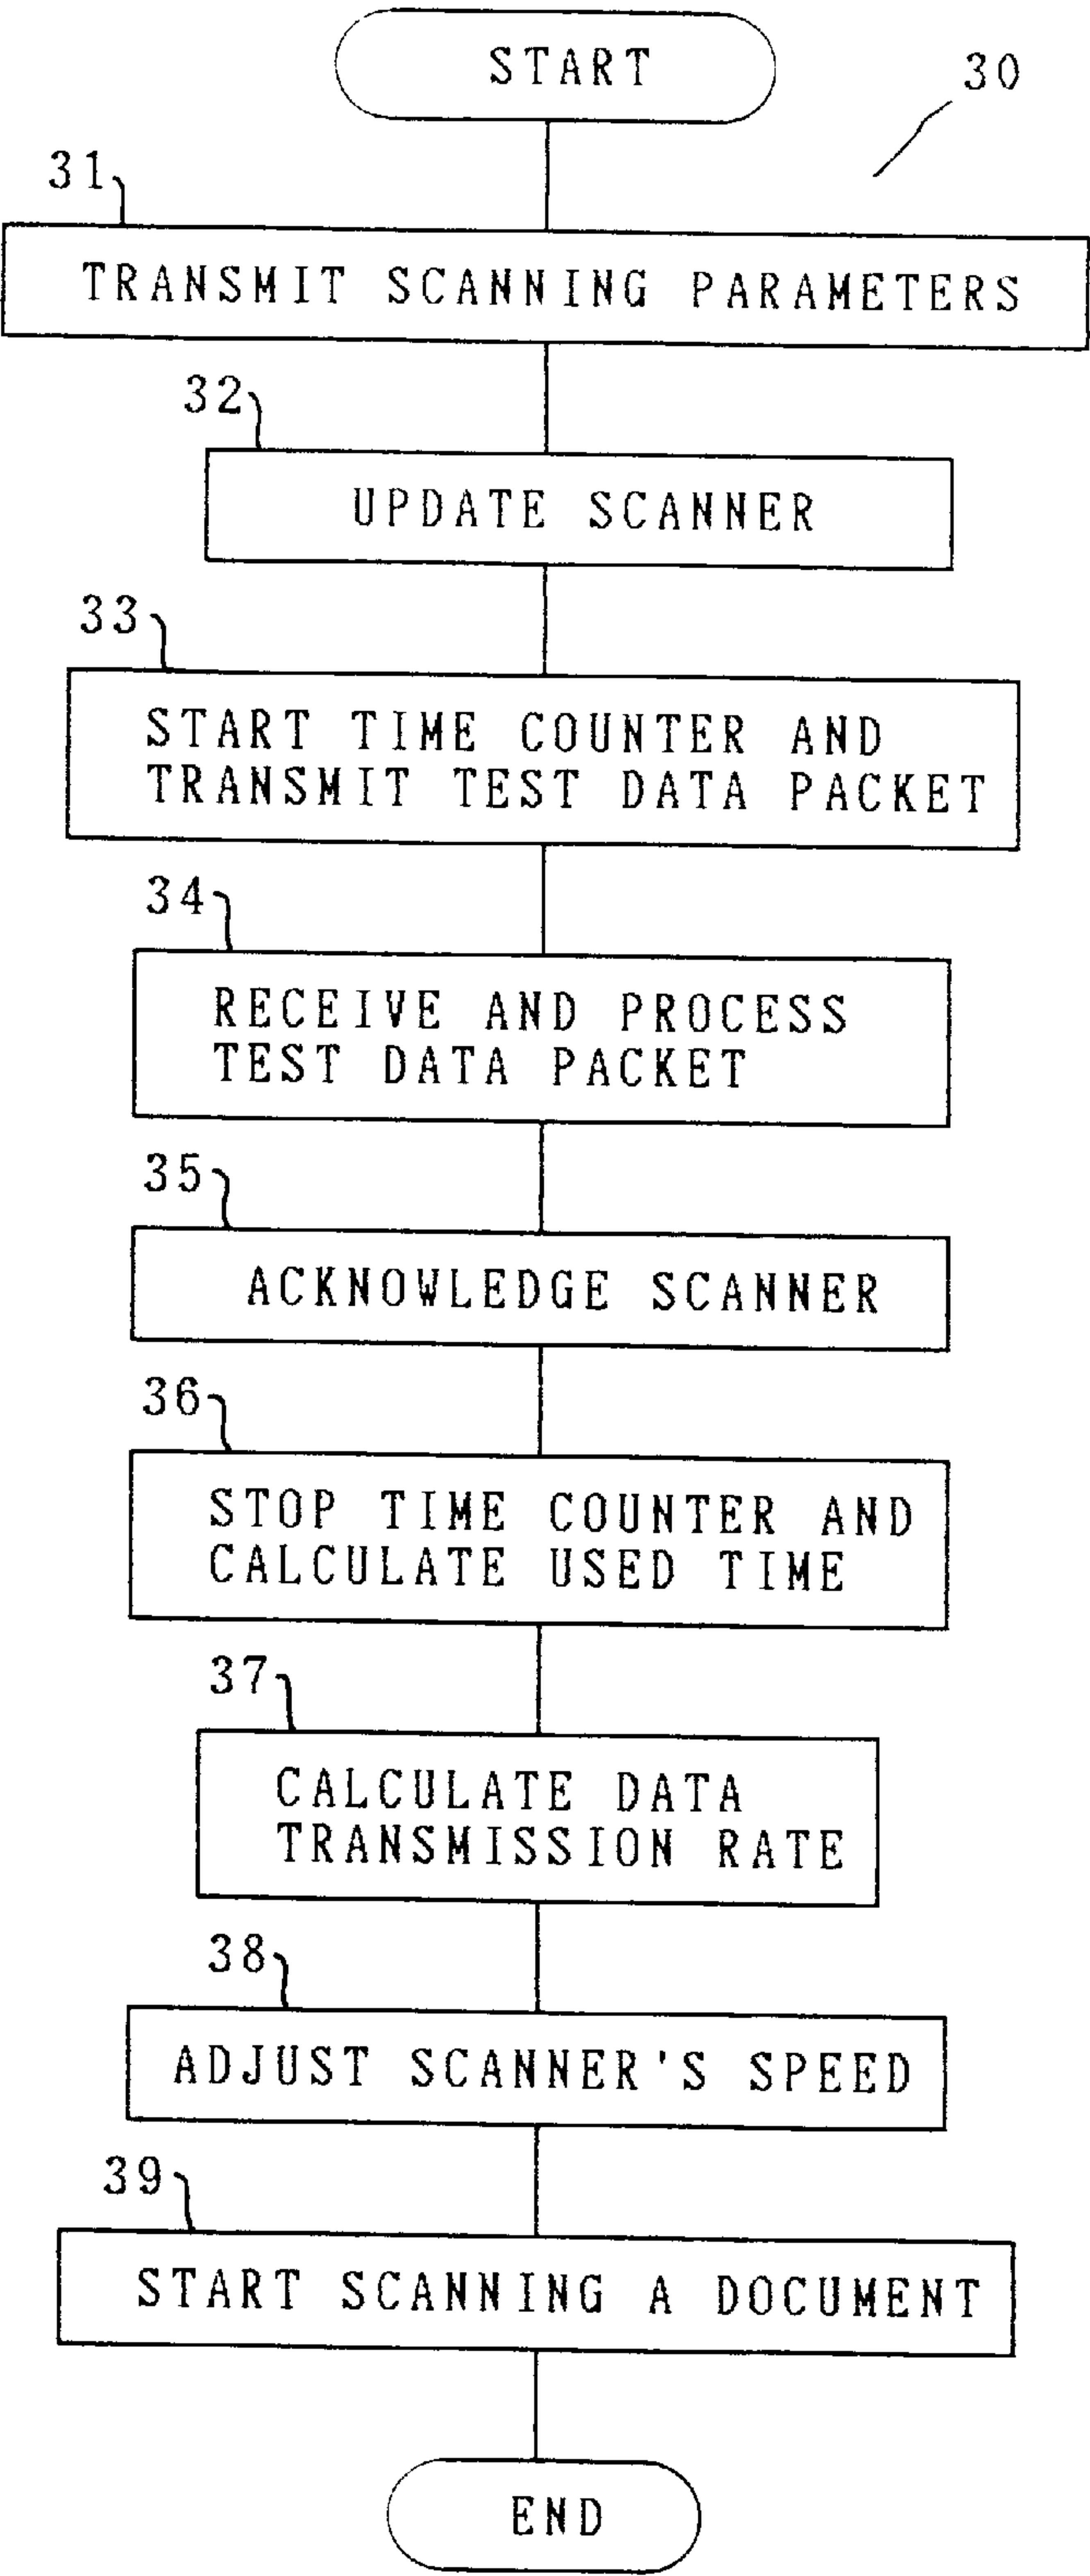 START
30
31
TRANSMIT SCANNING PARAMETERS
32
UPDATE SCANNER
33
START TIME COUNTER AND
TRANSMIT TEST DATA PACKET
34
RECEIVE AND PROCESS
TEST DATA PACKET
35
ACKNOWLEDGE SCANNER
36
STOP TIME COUNTER AND
CALCULATE USED TIME
37
CALCULATE DATA
TRANSMISSION RATE
38
ADJUST SCANNER'S SPEED
39
START SCANNING A DOCUMENT
END